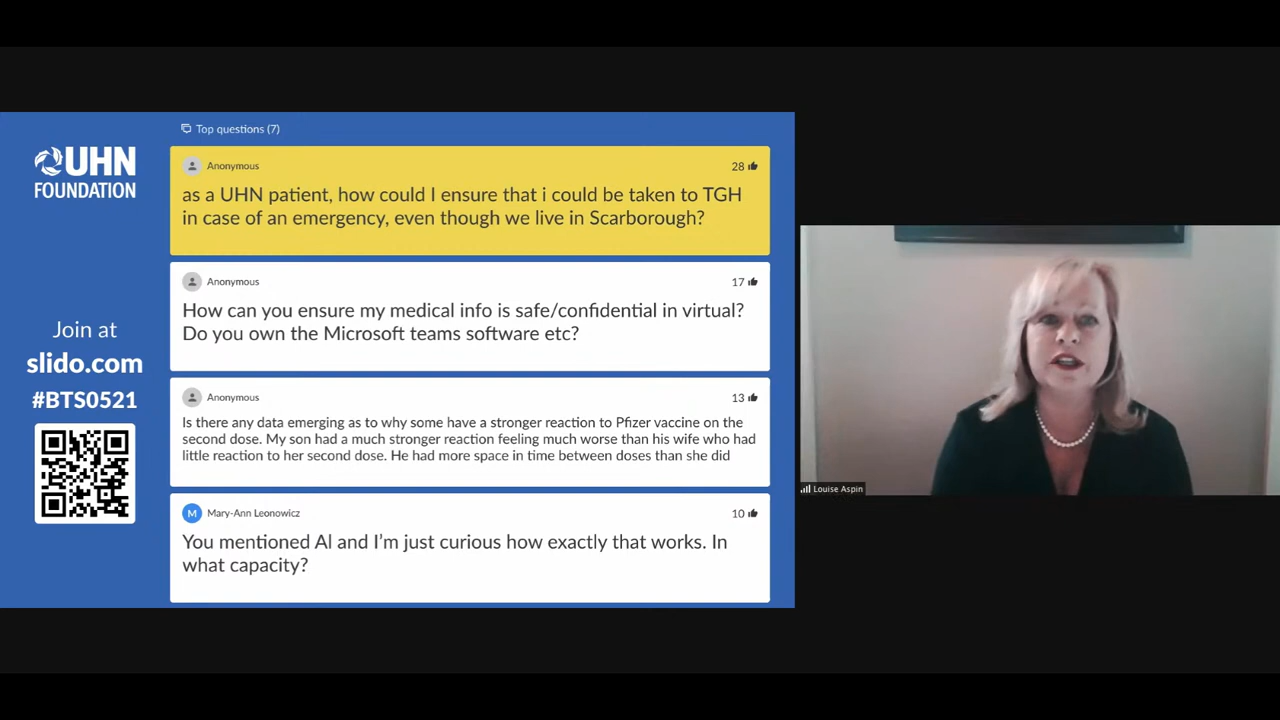 UHN
FOUNDATION
Join at
slido.com
#BTS0521
Top questions (7)
Anonymous
28
as a UHN patient, how could I ensure that i could be taken to TGH
in case of an emergency, even though we live in Scarborough?
Anonymous
17
How can you ensure my medical info is safe/confidential in virtual?
Do you own the Microsoft teams software etc?
Anonymous
13
Is there any data emerging as to why some have a stronger reaction to Pfizer vaccine on the
second dose. My son had a much stronger reaction feeling much worse than his wife who had
little reaction to her second dose. He had more space in time between doses than she did
M
Mary-Ann Leonowicz
10
You mentioned AI and I'm just curious how exactly that works. In
what capacity?
Louise Aspin